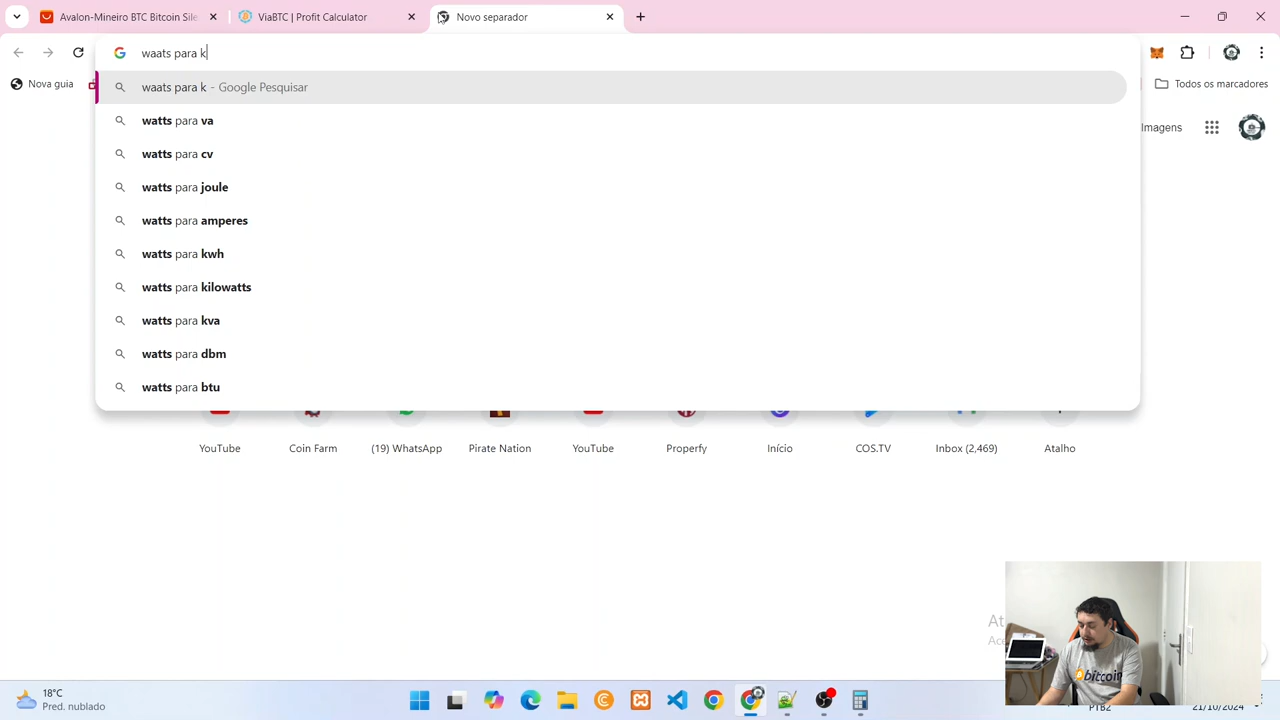 Avalon-Mineiro BTC Bitcoin Sile
ViaBTC | Profit Calculator
Novo separador
waats para k
Nova guia
Todos os marcadores
waats para k - Google Pesquisar
watts para va
Imagens
watts para cv
watts para joule
watts para amperes
watts para kwh
watts para kilowatts
watts para kva
watts para dbm
watts para btu
YouTube
Coin Farm
(19) WhatsApp
Pirate Nation
YouTube
Properfy
Início
COS.TV
Inbox (2,469)
Atalho
At
Ace
bitcoin
18°C
Pred. nublado
PTB2
21/10/2024